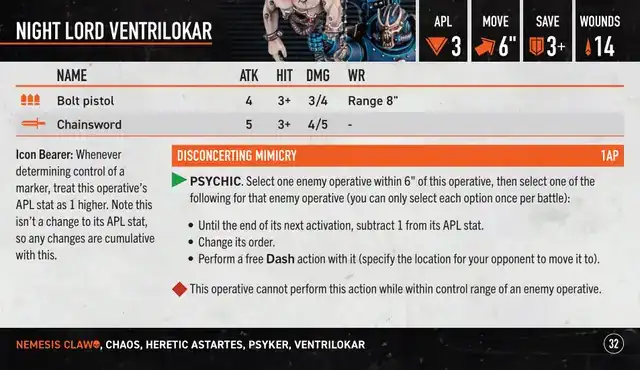 NIGHT LORD VENTRILOKAR
APL MOVE SAVE WOUNDS
3 6" 3+ 14
NAME ATK HIT DMG WR
Bolt pistol 4 3+ 3/4 Range 8"
Chainsword 5 3+ 4/5 -
Icon Bearer: Whenever
determining control of a
marker, treat this operative's
APL stat as 1 higher. Note this
isn't a change to its APL stat,
so any changes are cumulative
with this.
DISCONCERTING MIMICRY 1AP
PSYCHIC. Select one enemy operative within 6" of this operative, then select one of the
following for that enemy operative (you can only select each option once per battle):
• Until the end of its next activation, subtract 1 from its APL stat.
• Change its order.
• Perform a free Dash action with it (specify the location for your opponent to move it to).
This operative cannot perform this action while within control range of an enemy operative.
NEMESIS CLAW, CHAOS, HERETIC ASTARTES, PSYKER, VENTRILOKAR 32